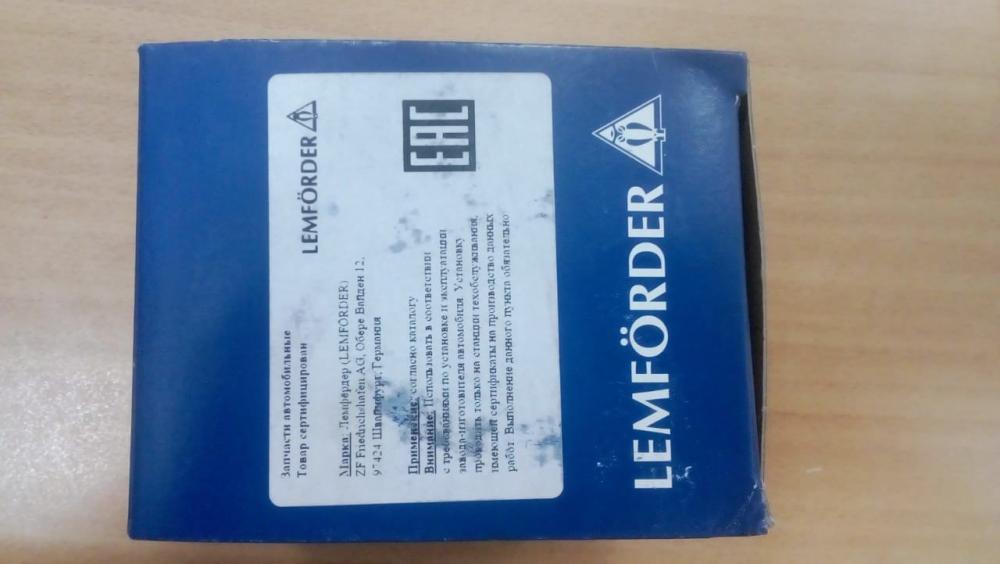 Запчасти автомобильные
Товар сертифицирован
LEMFÖRDER
Марка: Лемфёрдер (LEMFÖRDER)
ZF Friedrichshafen AG, Обере Вайден 12,
97424 Швайнфурт, Германия
EAC
Применение: согласно каталогу
Внимание: Использовать в соответствии
с требованиями по установке и эксплуатации
завода-изготовителя автомобиля. Установку
проводить только на станции техобслуживания,
имеющей сертификаты на производство данных
работ. Выполнение данного пункта обязательно
LEMFÖRDER